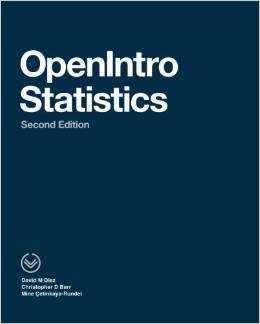 OpenIntro
Statistics
Second Edition
David M Diez
Christopher D Barr
Mine Çetinkaya-Rundel